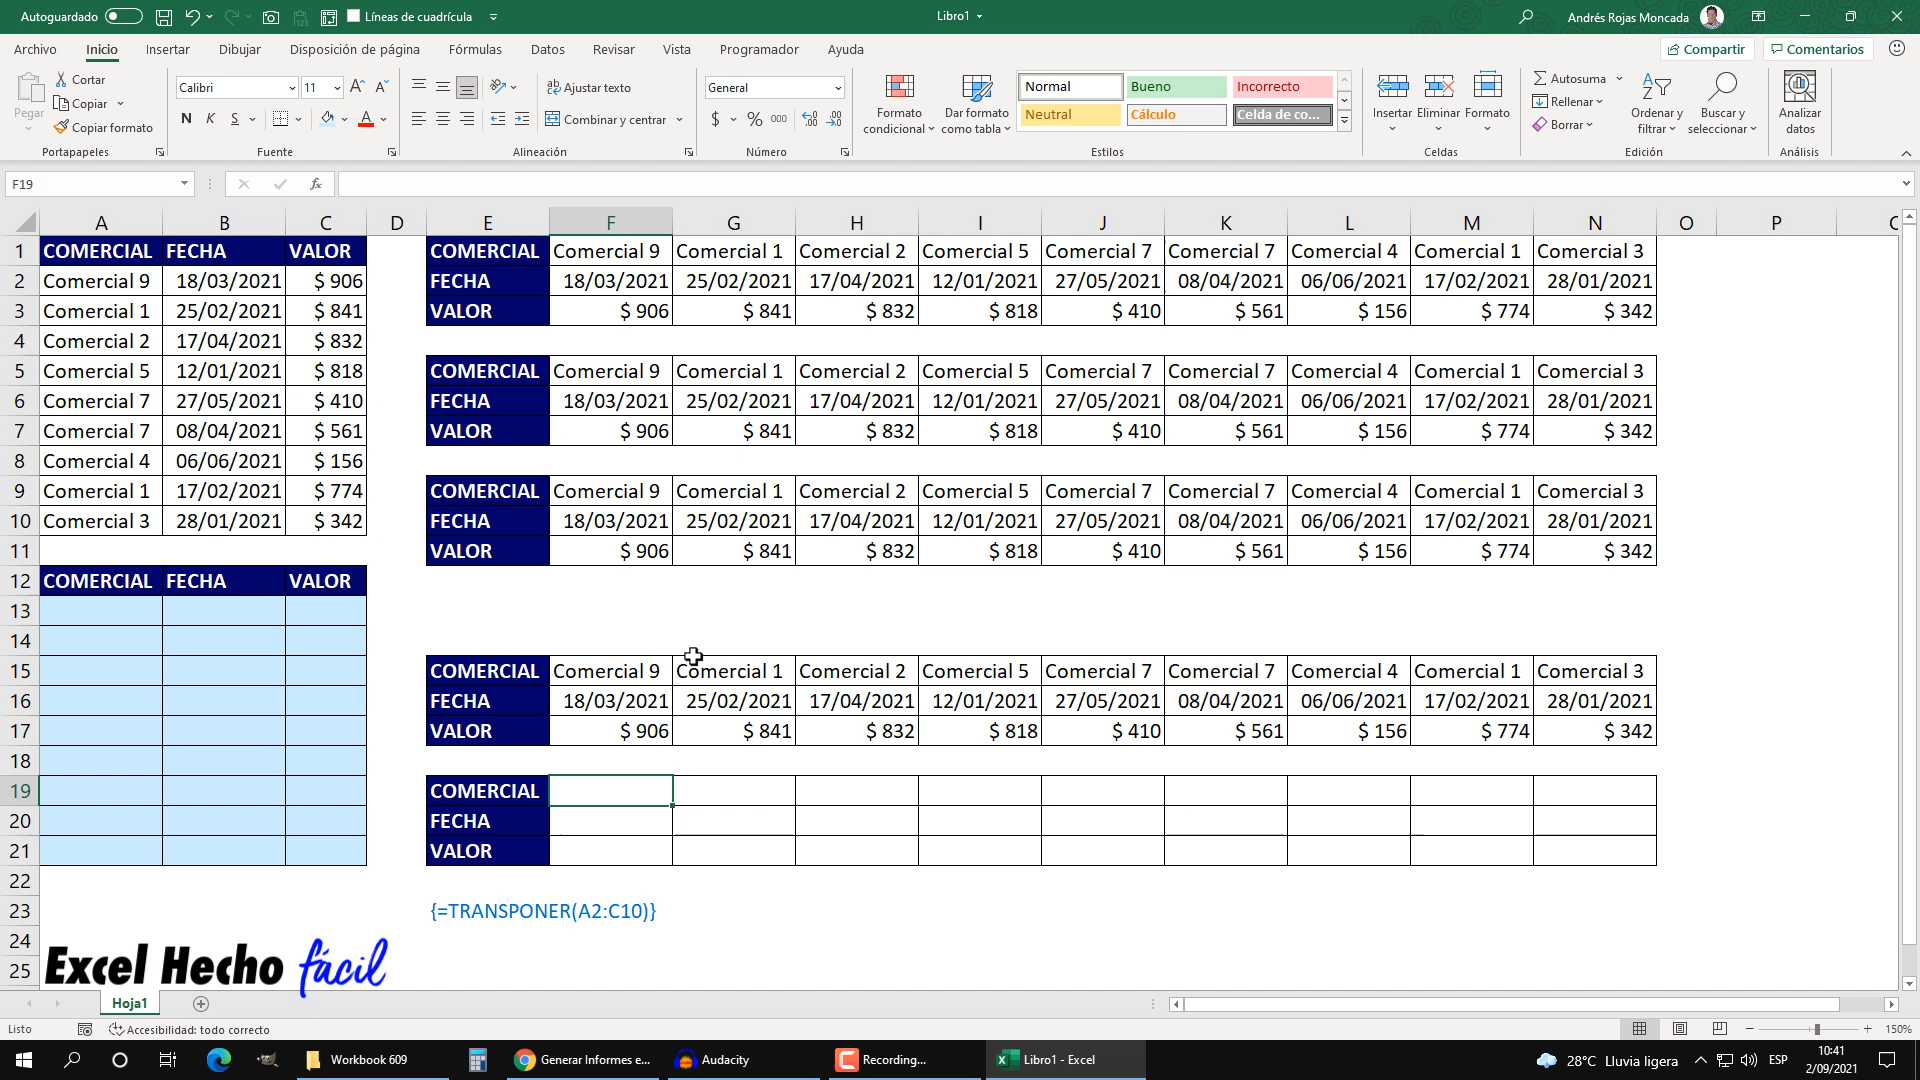 Autoguardado Líneas de cuadrícula Libro1 Andrés Rojas Moncada
Archivo Inicio Insertar Dibujar Disposición de página Fórmulas Datos Revisar Vista Programador Ayuda Compartir Comentarios
Pegar Cortar Copiar Copiar formato Portapapeles
Calibri 11 N K S Fuente
Ajustar texto Combinar y centrar Alineación
General $ % 000 Número
Formato condicional Dar formato como tabla
Normal Bueno Incorrecto
Neutral Cálculo Celda de co...
Estilos
Insertar Eliminar Formato Celdas
Autosuma Rellenar Borrar Ordenar y filtrar Buscar y seleccionar Edición
Analizar datos Análisis
F19 fx
A B C D E F G H I J K L M N O P
1 COMERCIAL FECHA VALOR COMERCIAL Comercial 9 Comercial 1 Comercial 2 Comercial 5 Comercial 7 Comercial 7 Comercial 4 Comercial 1 Comercial 3
2 Comercial 9 18/03/2021 $ 906 FECHA 18/03/2021 25/02/2021 17/04/2021 12/01/2021 27/05/2021 08/04/2021 06/06/2021 17/02/2021 28/01/2021
3 Comercial 1 25/02/2021 $ 841 VALOR $ 906 $ 841 $ 832 $ 818 $ 410 $ 561 $ 156 $ 774 $ 342
4 Comercial 2 17/04/2021 $ 832
5 Comercial 5 12/01/2021 $ 818 COMERCIAL Comercial 9 Comercial 1 Comercial 2 Comercial 5 Comercial 7 Comercial 7 Comercial 4 Comercial 1 Comercial 3
6 Comercial 7 27/05/2021 $ 410 FECHA 18/03/2021 25/02/2021 17/04/2021 12/01/2021 27/05/2021 08/04/2021 06/06/2021 17/02/2021 28/01/2021
7 Comercial 7 08/04/2021 $ 561 VALOR $ 906 $ 841 $ 832 $ 818 $ 410 $ 561 $ 156 $ 774 $ 342
8 Comercial 4 06/06/2021 $ 156
9 Comercial 1 17/02/2021 $ 774 COMERCIAL Comercial 9 Comercial 1 Comercial 2 Comercial 5 Comercial 7 Comercial 7 Comercial 4 Comercial 1 Comercial 3
10 Comercial 3 28/01/2021 $ 342 FECHA 18/03/2021 25/02/2021 17/04/2021 12/01/2021 27/05/2021 08/04/2021 06/06/2021 17/02/2021 28/01/2021
11 VALOR $ 906 $ 841 $ 832 $ 818 $ 410 $ 561 $ 156 $ 774 $ 342
12 COMERCIAL FECHA VALOR
13
14
15 COMERCIAL Comercial 9 Comercial 1 Comercial 2 Comercial 5 Comercial 7 Comercial 7 Comercial 4 Comercial 1 Comercial 3
16 FECHA 18/03/2021 25/02/2021 17/04/2021 12/01/2021 27/05/2021 08/04/2021 06/06/2021 17/02/2021 28/01/2021
17 VALOR $ 906 $ 841 $ 832 $ 818 $ 410 $ 561 $ 156 $ 774 $ 342
18
19 COMERCIAL
20 FECHA
21 VALOR
22
23 {=TRANSPONER(A2:C10)}
24
25 Excel Hecho fácil
Hoja1
Listo Accesibilidad: todo correcto 150%
Workbook 609 Generar Informes e... Audacity Recording... Libro1 - Excel 28°C Lluvia ligera ESP 10:41
2/09/2021